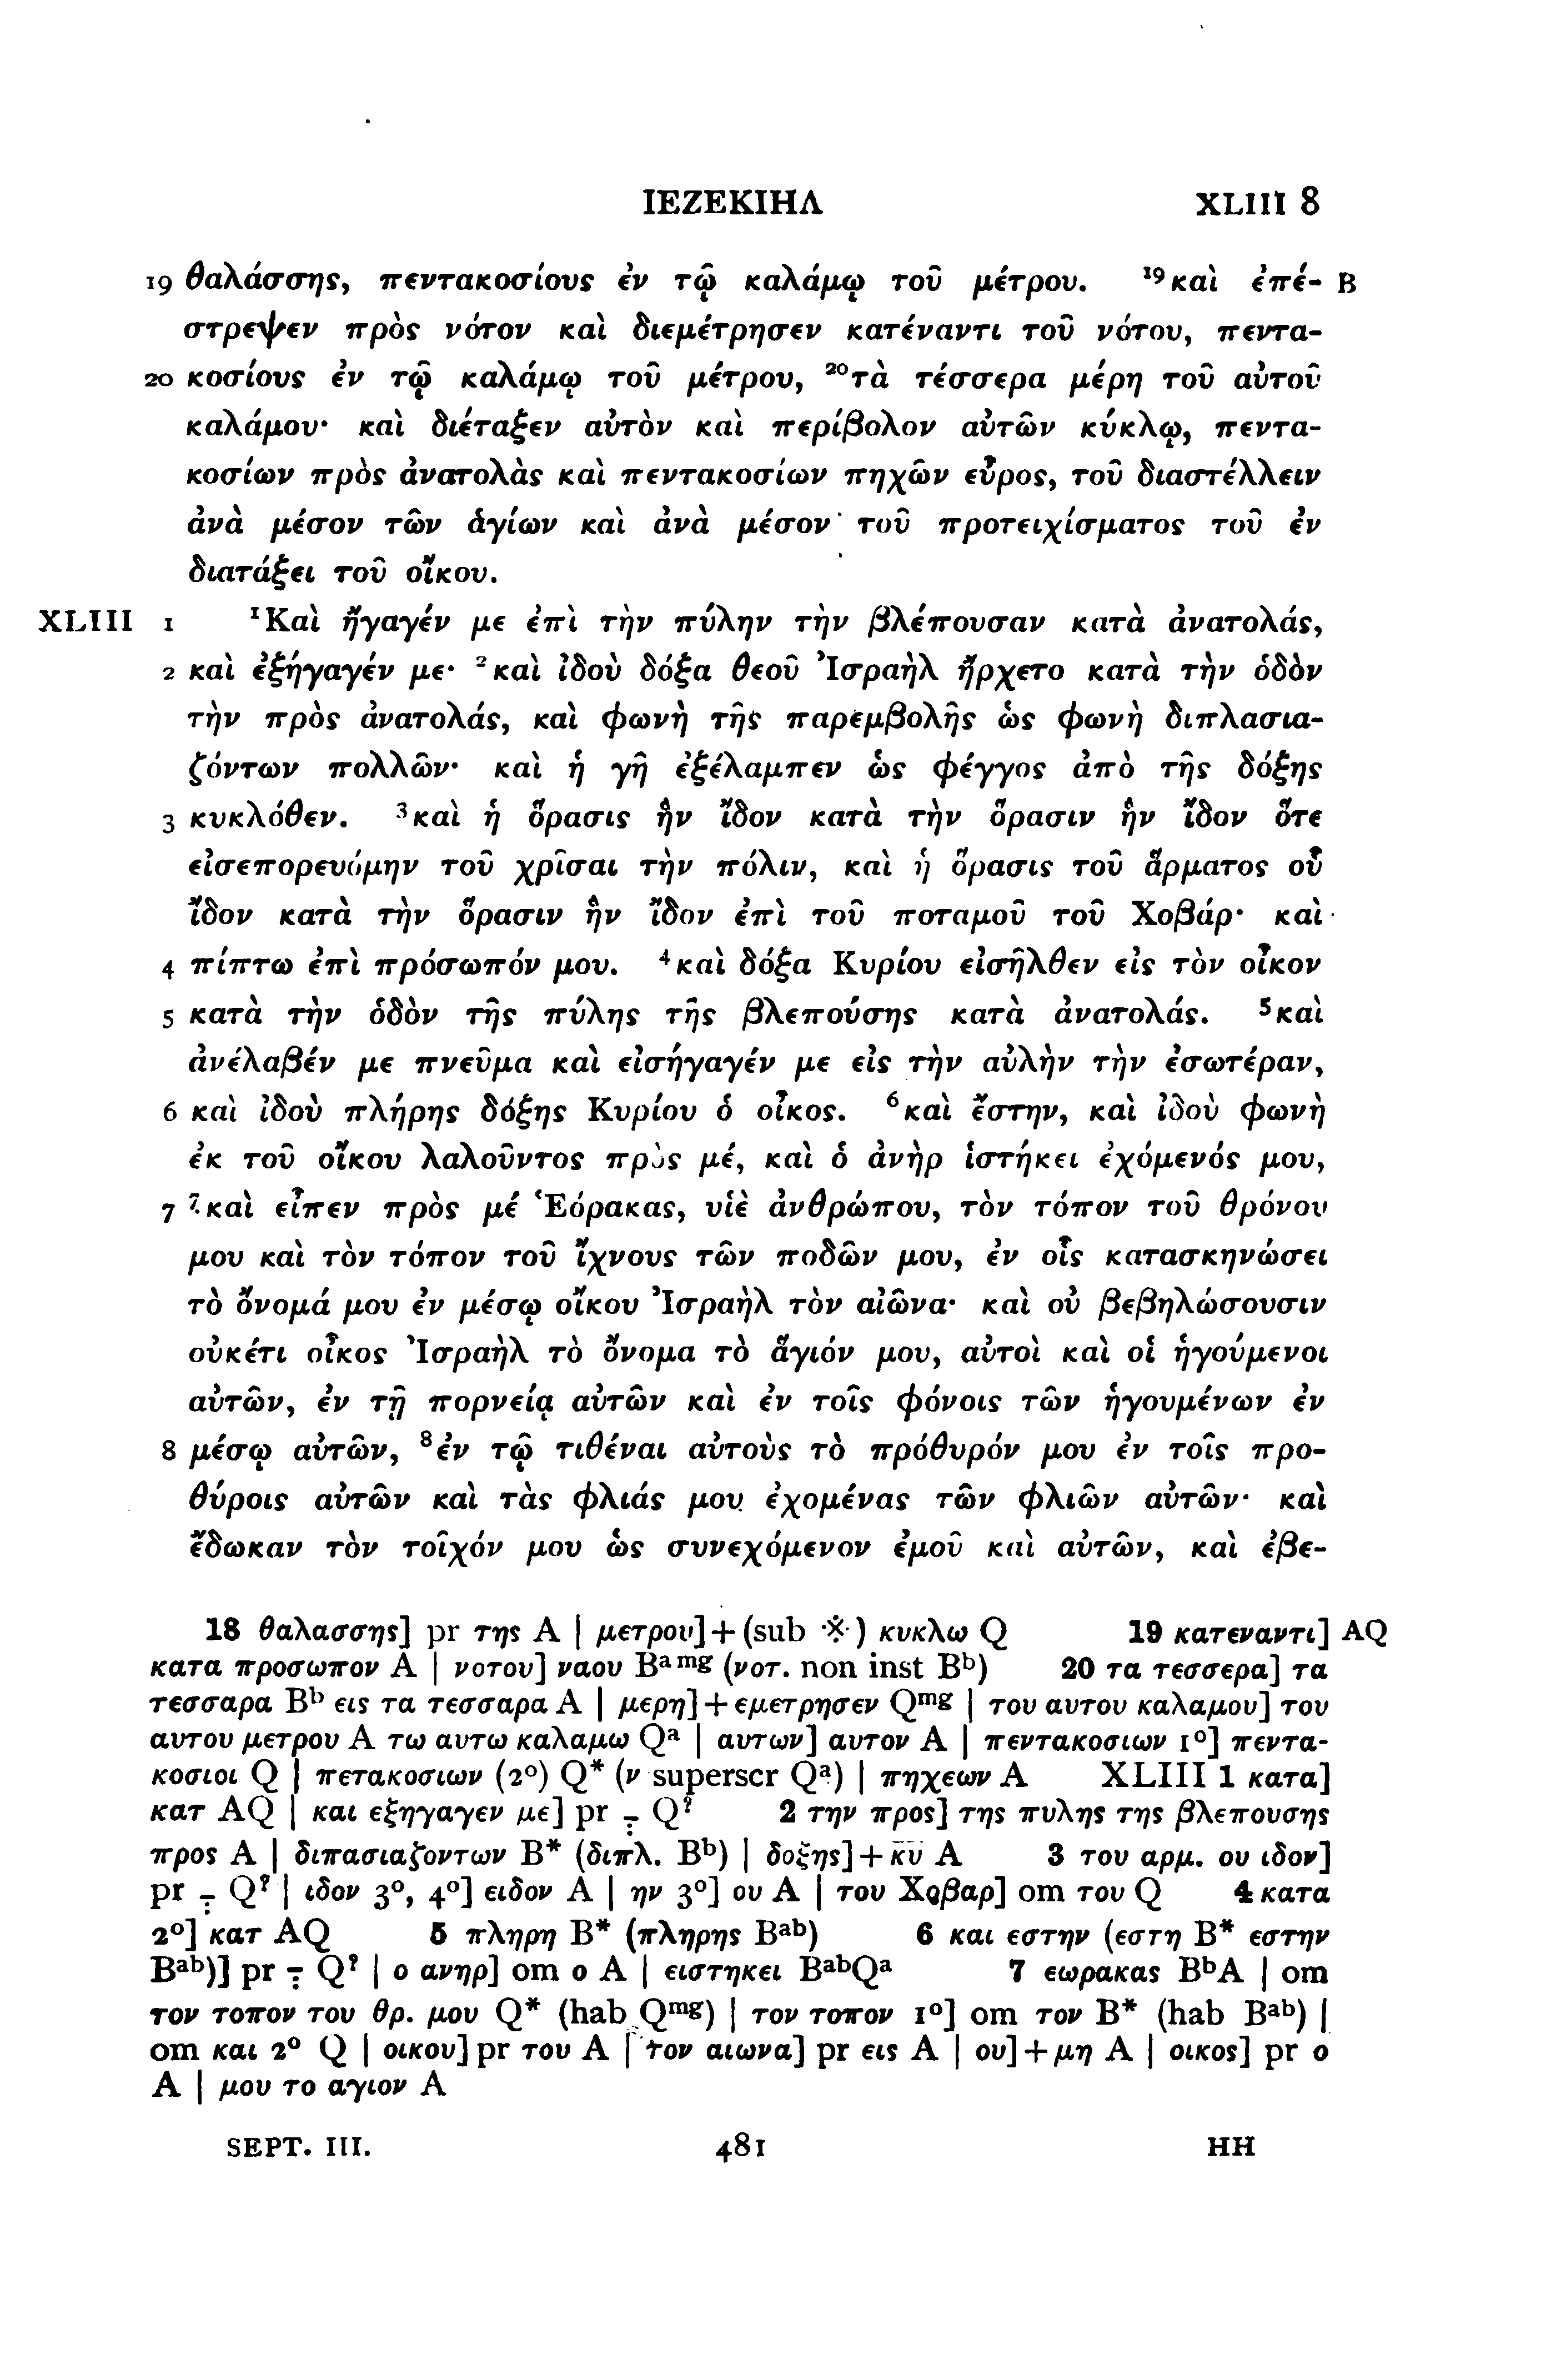 ΙΕΖΕΚΙΗΛ XLIII 8
19 θαλάσσης, πεντακοσίους ἐν τῷ καλάμῳ τοῦ μέτρου. ¹⁹καὶ ἐπέ- B
στρεψεν πρὸς νότον καὶ διεμέτρησεν κατέναντι τοῦ νότου, πεντα-
20 κοσίους ἐν τῷ καλάμῳ τοῦ μέτρου, ²⁰τὰ τέσσερα μέρη τοῦ αὐτοῦ
καλάμου· καὶ διέταξεν αὐτὸν καὶ περίβολον αὐτῶν κύκλῳ, πεντα-
κοσίων πρὸς ἀνατολὰς καὶ πεντακοσίων πηχῶν εὖρος, τοῦ διαστέλλειν
ἀνὰ μέσον τῶν ἁγίων καὶ ἀνὰ μέσον τοῦ προτειχίσματος τοῦ ἐν
διατάξει τοῦ οἴκου.
XLIII 1 ¹Καὶ ἤγαγέν με ἐπὶ τὴν πύλην τὴν βλέπουσαν κατὰ ἀνατολάς,
2 καὶ ἐξήγαγέν με· ²καὶ ἰδοὺ δόξα θεοῦ Ἰσραὴλ ἤρχετο κατὰ τὴν ὁδὸν
τὴν πρὸς ἀνατολάς, καὶ φωνὴ τῆς παρεμβολῆς ὡς φωνὴ διπλασια-
ζόντων πολλῶν· καὶ ἡ γῆ ἐξέλαμπεν ὡς φέγγος ἀπὸ τῆς δόξης
3 κυκλόθεν. ³καὶ ἡ ὅρασις ἣν ἴδον κατὰ τὴν ὅρασιν ἣν ἴδον ὅτε
εἰσεπορευόμην τοῦ χρῖσαι τὴν πόλιν, καὶ ἡ ὅρασις τοῦ ἅρματος οὗ
ἴδον κατὰ τὴν ὅρασιν ἣν ἴδον ἐπὶ τοῦ ποταμοῦ τοῦ Χοβάρ· καὶ
4 πίπτω ἐπὶ πρόσωπόν μου. ⁴καὶ δόξα Κυρίου εἰσῆλθεν εἰς τὸν οἶκον
5 κατὰ τὴν ὁδὸν τῆς πύλης τῆς βλεπούσης κατὰ ἀνατολάς. ⁵καὶ
ἀνέλαβέν με πνεῦμα καὶ εἰσήγαγέν με εἰς τὴν αὐλὴν τὴν ἐσωτέραν,
6 καὶ ἰδοὺ πλήρης δόξης Κυρίου ὁ οἶκος. ⁶καὶ ἔστην, καὶ ἰδοὺ φωνὴ
ἐκ τοῦ οἴκου λαλοῦντος πρὸς μέ, καὶ ὁ ἀνὴρ ἱστήκει ἐχόμενός μου,
7 ⁷καὶ εἶπεν πρὸς μέ Ἑόρακας, υἱὲ ἀνθρώπου, τὸν τόπον τοῦ θρόνου
μου καὶ τὸν τόπον τοῦ ἴχνους τῶν ποδῶν μου, ἐν οἷς κατασκηνώσει
τὸ ὄνομά μου ἐν μέσῳ οἴκου Ἰσραὴλ τὸν αἰῶνα· καὶ οὐ βεβηλώσουσιν
οὐκέτι οἶκος Ἰσραὴλ τὸ ὄνομα τὸ ἅγιόν μου, αὐτοὶ καὶ οἱ ἡγούμενοι
αὐτῶν, ἐν τῇ πορνείᾳ αὐτῶν καὶ ἐν τοῖς φόνοις τῶν ἡγουμένων ἐν
8 μέσῳ αὐτῶν, ⁸ἐν τῷ τιθέναι αὐτοὺς τὸ πρόθυρόν μου ἐν τοῖς προ-
θύροις αὐτῶν καὶ τὰς φλιάς μου ἐχομένας τῶν φλιῶν αὐτῶν· καὶ
ἔδωκαν τὸν τοῖχόν μου ὡς συνεχόμενον ἐμοῦ καὶ αὐτῶν, καὶ ἐβε-
18 θαλασσης] pr της A | μετρου]+(sub ※) κυκλω Q 19 κατεναντι] AQ
κατα προσωπον A | νοτου] ναου Bᵃᵐᵍ (νοτ. non inst Bᵇ) 20 τα τεσσερα] τα
τεσσαρα Bᵇ εις τα τεσσαρα A | μερη]+εμετρησεν Qᵐᵍ | του αυτου καλαμου] του
αυτου μετρου A τω αυτω καλαμω Qᵃ | αυτων] αυτον A | πεντακοσιων 1°] πεντα-
κοσιοι Q | πετακοσιων (2°) Q* (ν superscr Qᵃ) | πηχεων A XLIII 1 κατα]
κατ AQ | και εξηγαγεν με] pr ÷ Q? 2 την προς] της πυλης της βλεπουσης
προς A | διπασιαζοντων B* (διπλ. Bᵇ) | δοξης]+κ̅υ̅ A 3 του αρμ. ου ιδον]
pr ÷ Q? | ιδον 3°, 4°] ειδον A | ην 3°] ου A | του Χοβαρ] om του Q 4 κατα
2°] κατ AQ 5 πληρη B* (πληρης Bᵃᵇ) 6 και εστην (εστη B* εστην
Bᵃᵇ)] pr ÷ Q? | ο ανηρ] om ο A | ειστηκει BᵃᵇQᵃ 7 εωρακας BᵇA | om
τον τοπον του θρ. μου Q* (hab Qᵐᵍ) | τον τοπον 1°] om τον B* (hab Bᵃᵇ) |
om και 2° Q | οικου] pr του A | τον αιωνα] pr εις A | ου]+μη A | οικος] pr ο
A | μου το αγιον A
SEPT. III. 481 HH